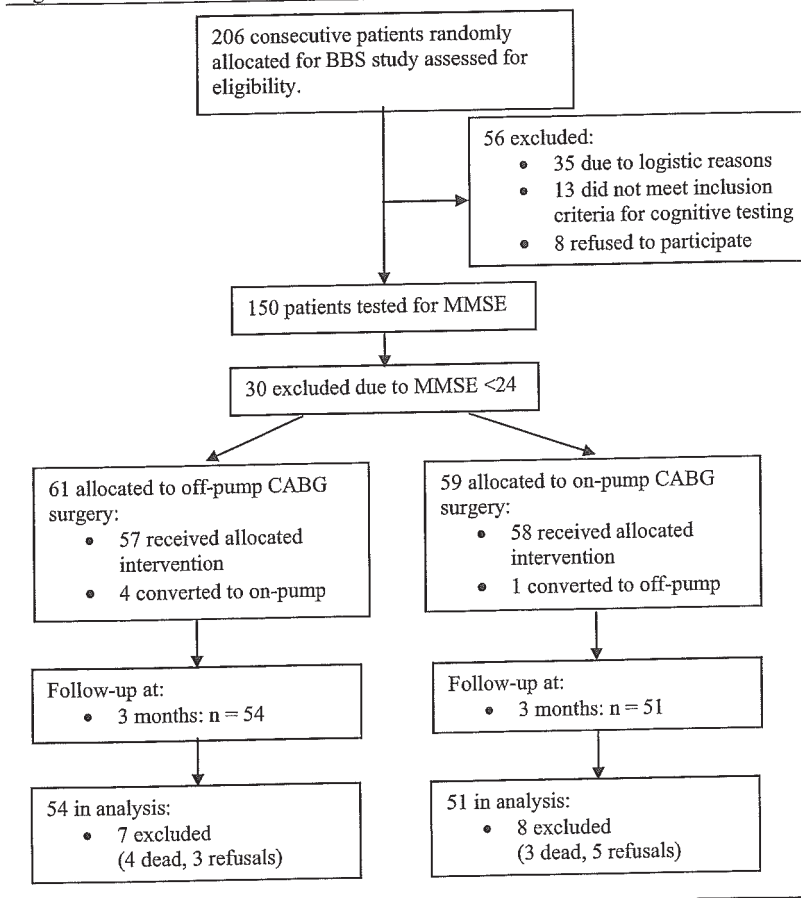 206 consecutive patients randomly
allocated for BBS study assessed for
eligibility.
56 excluded:
• 35 due to logistic reasons
• 13 did not meet inclusion
criteria for cognitive testing
• 8 refused to participate
150 patients tested for MMSE
30 excluded due to MMSE <24
61 allocated to off-pump CABG
surgery:
• 57 received allocated
intervention
• 4 converted to on-pump
59 allocated to on-pump CABG
surgery:
• 58 received allocated
intervention
• 1 converted to off-pump
Follow-up at:
• 3 months: n = 54
Follow-up at:
• 3 months: n = 51
54 in analysis:
• 7 excluded
(4 dead, 3 refusals)
51 in analysis:
• 8 excluded
(3 dead, 5 refusals)